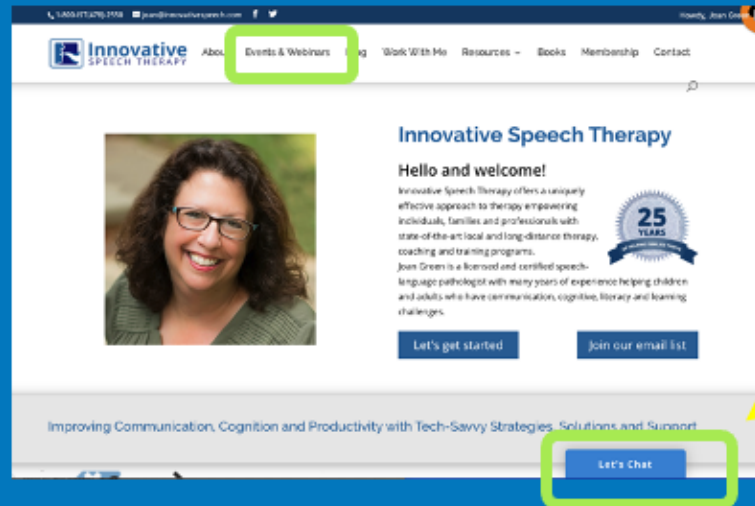 joan@innovativespeech.com
Howdy, Joan
Innovative
SPEECH THERAPY
Events & Webinars
Work With Me
Resources
Books
Membership
Contact
Innovative Speech Therapy
Hello and welcome!
Innovative Speech Therapy offers a uniquely
effective approach to therapy empowering
individuals, families and professionals with
state-of-the-art local and long-distance therapy,
coaching and training programs.
25
YEARS
Joan Green is a licensed and certified speech-
language pathologist with many years of experience helping children
and adults who have communication, cognitive, literacy and learning
challenges.
Let's get started
Join our email list
Improving Communication, Cognition and Productivity with Tech-Savvy Strategies, Solutions and Support
Let's Chat